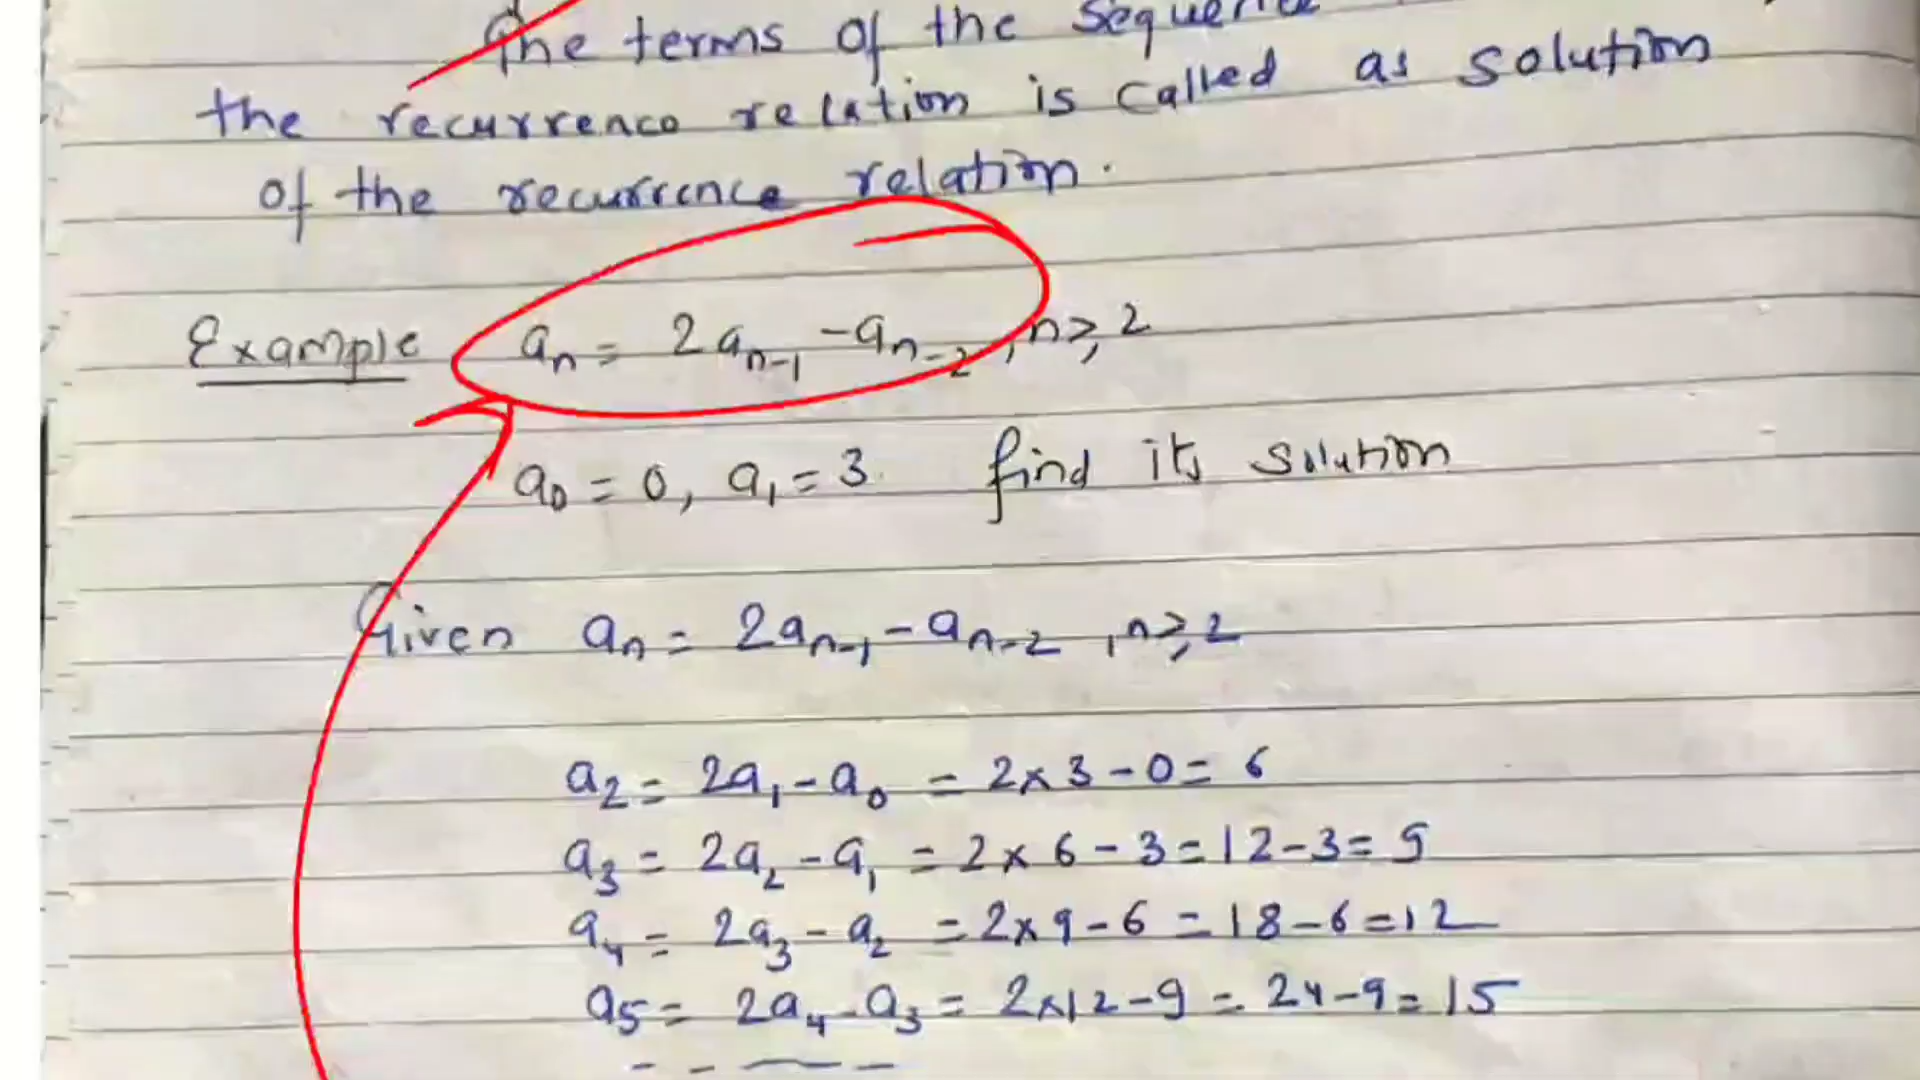 The terms of the Sequence
the recurrence relation is called as solution
of the recurrence relation.
Example aₙ = 2aₙ₋₁ - aₙ₋₂, n ≥ 2
a₀ = 0, a₁ = 3. find its solution
Given aₙ = 2aₙ₋₁ - aₙ₋₂, n ≥ 2
a₂ = 2a₁ - a₀ = 2 × 3 - 0 = 6
a₃ = 2a₂ - a₁ = 2 × 6 - 3 = 12 - 3 = 9
a₄ = 2a₃ - a₂ = 2 × 9 - 6 = 18 - 6 = 12
a₅ = 2a₄ - a₃ = 2 × 12 - 9 = 24 - 9 = 15